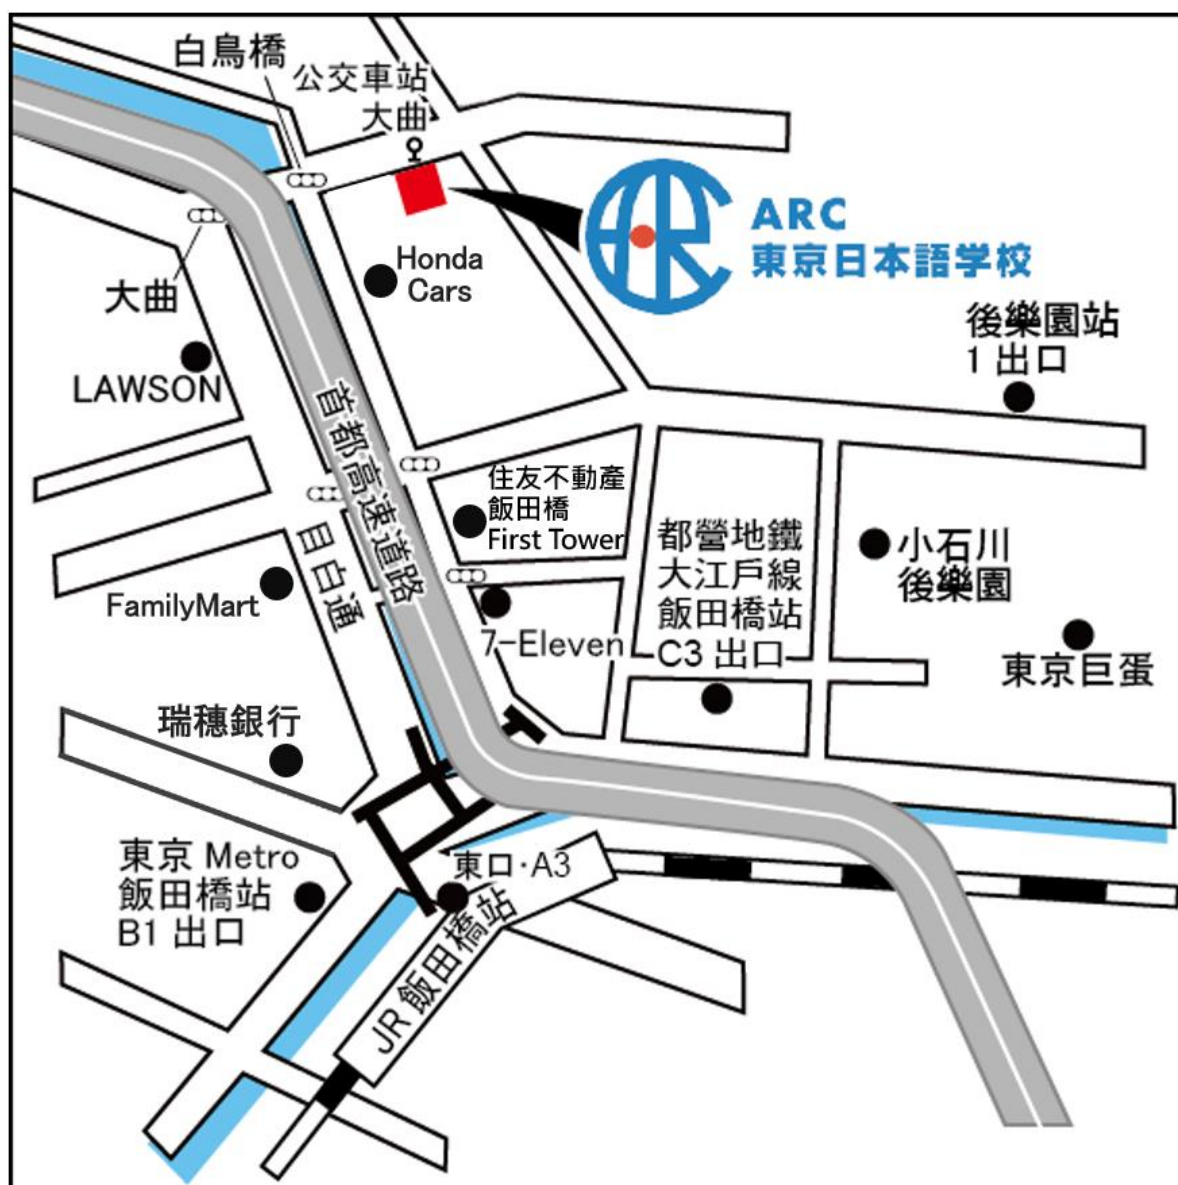 白鳥橋
公交車站
大曲
ARC
東京日本語学校
Honda
Cars
大曲
後樂園站
1 出口
LAWSON
首都高速道路
住友不動產
飯田橋
First Tower
都營地鐵
大江戶線
飯田橋站
C3 出口
小石川
後樂園
目白通
FamilyMart
7-Eleven
東京巨蛋
瑞穗銀行
東京 Metro
飯田橋站
B1 出口
東口・A3
JR 飯田橋站